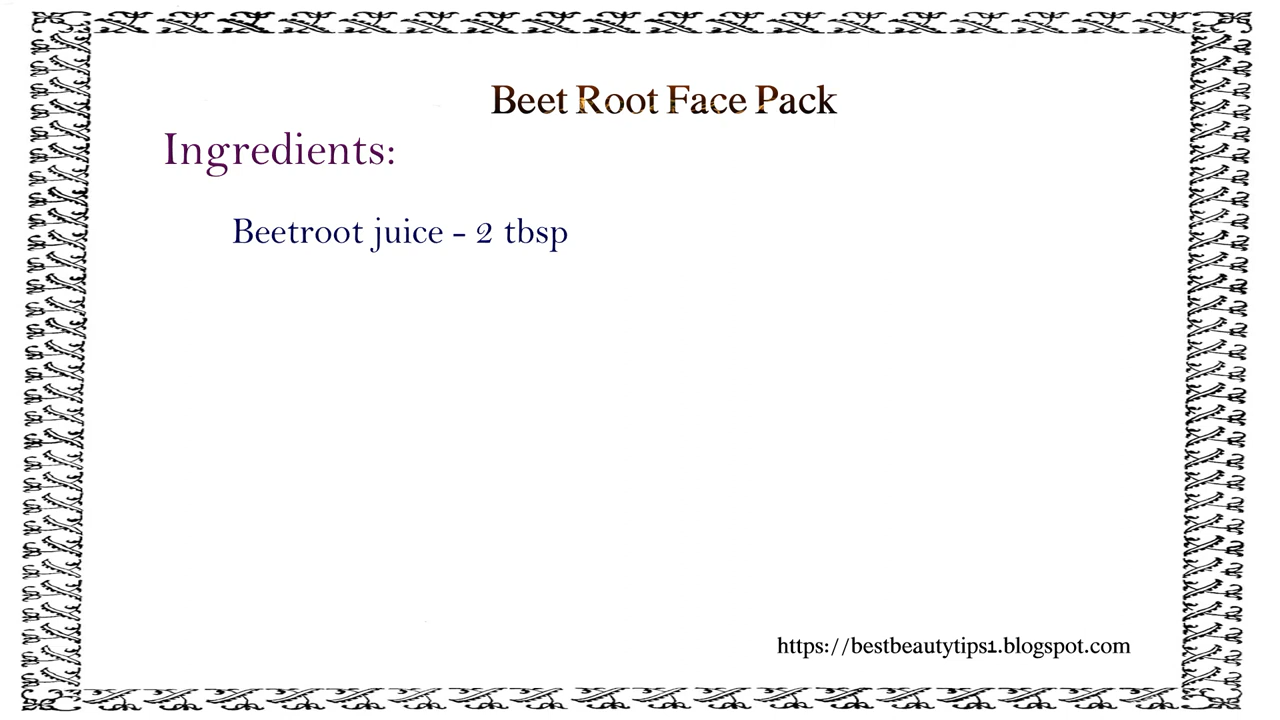 Beet Root Face Pack
Ingredients:
Beetroot juice - 2 tbsp
https://bestbeautytips1.blogspot.com